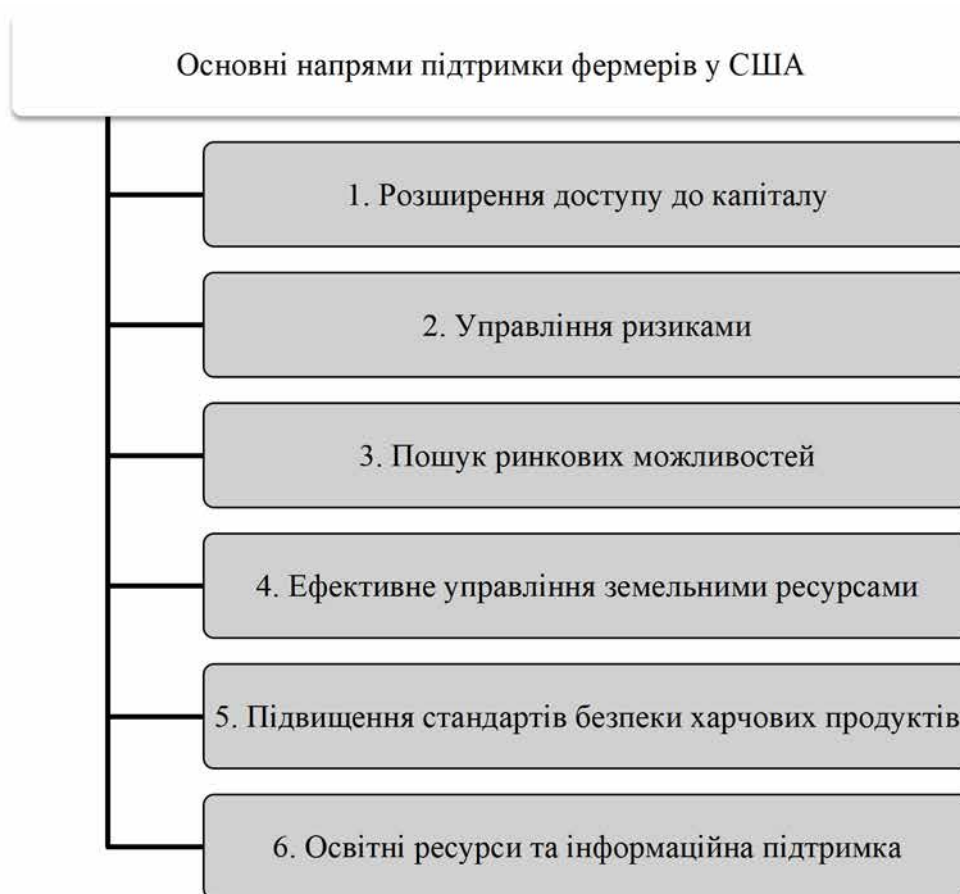 Основні напрями підтримки фермерів у США
1. Розширення доступу до капіталу
2. Управління ризиками
3. Пошук ринкових можливостей
4. Ефективне управління земельними ресурсами
5. Підвищення стандартів безпеки харчових продуктів
6. Освітні ресурси та інформаційна підтримка